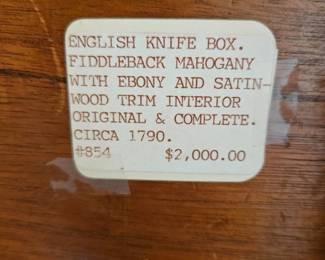 ENGLISH KNIFE BOX.
FIDDLEBACK MAHOGANY
WITH EBONY AND SATIN-
WOOD TRIM INTERIOR
ORIGINAL & COMPLETE.
CIRCA 1790.
#854 $2,000.00